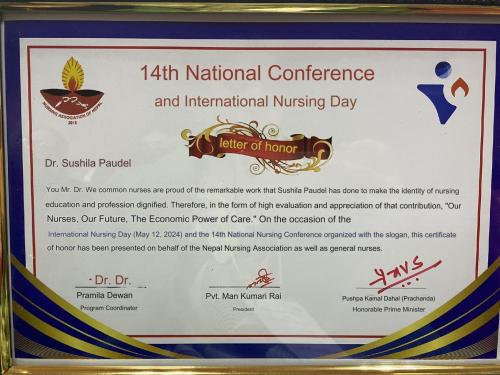 14th National Conference
and International Nursing Day
NURSING ASSOCIATION OF NEPAL
2018
letter of honor
Dr. Sushila Paudel
You Mr. Dr. We common nurses are proud of the remarkable work that Sushila Paudel has done to make the identity of nursing
education and profession dignified. Therefore, in the form of high evaluation and appreciation of that contribution, "Our
Nurses, Our Future, The Economic Power of Care." On the occasion of the
International Nursing Day (May 12, 2024) and the 14th National Nursing Conference organized with the slogan, this certificate
of honor has been presented on behalf of the Nepal Nursing Association as well as general nurses.
- Dr. Dr.
Pramila Dewan
Program Coordinator
Pvt. Man Kumari Rai
President
Pushpa Kamal Dahal (Prachanda)
Honorable Prime Minister